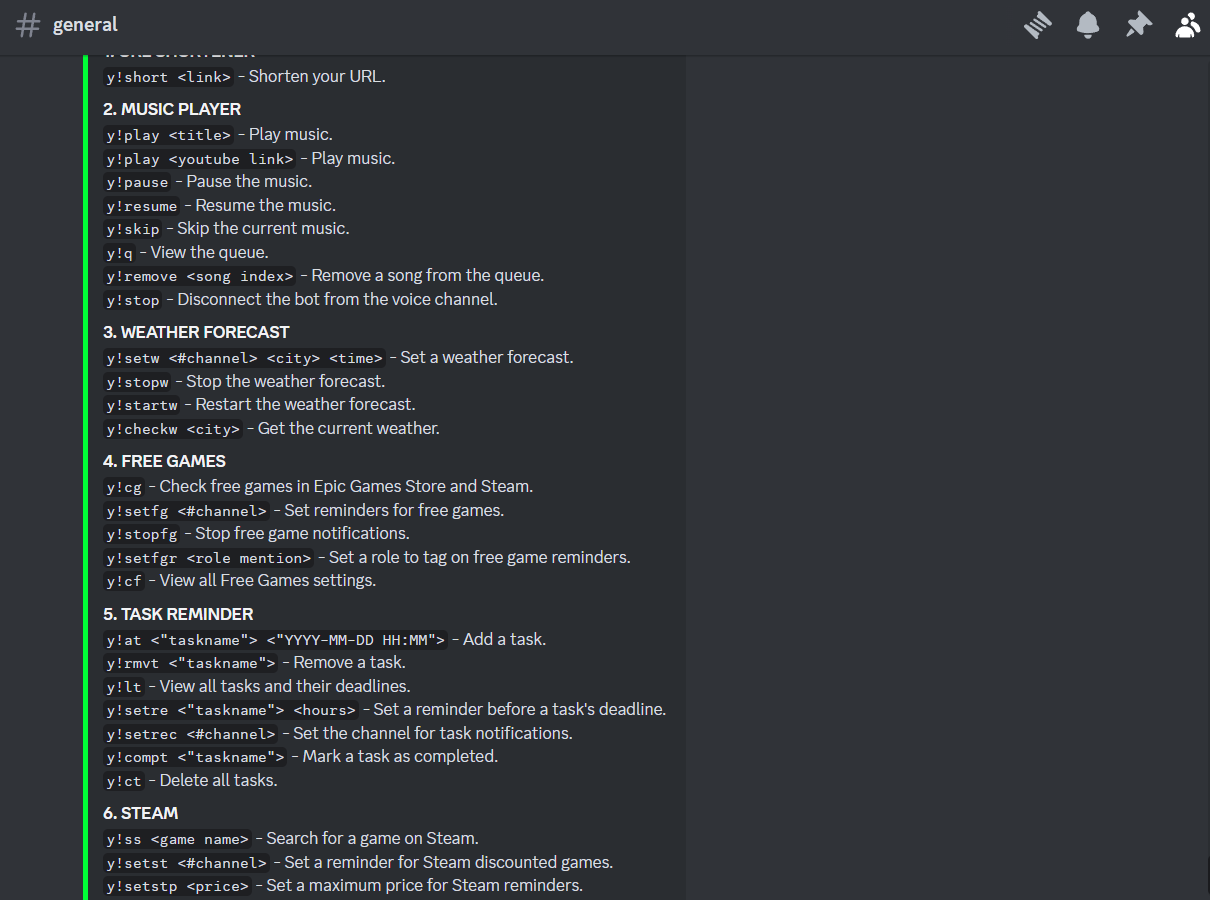 general
y!short <link> - Shorten your URL.
2. MUSIC PLAYER
y!play <title> - Play music.
y!play <youtube link> - Play music.
y!pause - Pause the music.
y!resume - Resume the music.
y!skip - Skip the current music.
y!q - View the queue.
y!remove <song index> - Remove a song from the queue.
y!stop - Disconnect the bot from the voice channel.
3. WEATHER FORECAST
y!setw <#channel> <city> <time> - Set a weather forecast.
y!stopw - Stop the weather forecast.
y!startw - Restart the weather forecast.
y!checkw <city> - Get the current weather.
4. FREE GAMES
y!cg - Check free games in Epic Games Store and Steam.
y!setfg <#channel> - Set reminders for free games.
y!stopfg - Stop free game notifications.
y!setfgr <role mention> - Set a role to tag on free game reminders.
y!cf - View all Free Games settings.
5. TASK REMINDER
y!at <"taskname"> <"YYYY-MM-DD HH:MM"> - Add a task.
y!rmvt <"taskname"> - Remove a task.
y!lt - View all tasks and their deadlines.
y!setre <"taskname"> <hours> - Set a reminder before a task's deadline.
y!setrec <#channel> - Set the channel for task notifications.
y!compt <"taskname"> - Mark a task as completed.
y!ct - Delete all tasks.
6. STEAM
y!ss <game name> - Search for a game on Steam.
y!setst <#channel> - Set a reminder for Steam discounted games.
y!setstp <price> - Set a maximum price for Steam reminders.